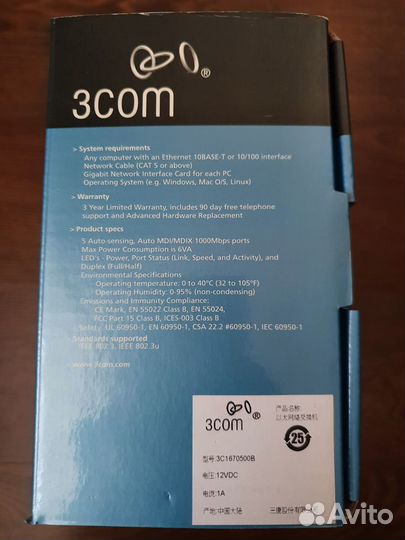 3COM
®
> System requirements
Any computer with an Ethernet 10BASE-T or 10/100 interface
Network Cable (CAT 5 or above)
Gigabit Network Interface Card for each PC
Operating System (e.g. Windows, Mac O/S, Linux)
> Warranty
3 Year Limited Warranty, includes 90 day free telephone
support and Advanced Hardware Replacement
> Product specs
5 Auto-sensing, Auto MDI/MDIX 1000Mbps ports
Max Power Consumption is 6VA
LED's - Power, Port Status (Link, Speed, and Activity), and
Duplex (Full/Half)
Environmental Specifications
Operating temperature: 0 to 40°C (32 to 105°F)
Operating Humidity: 0-95% (non-condensing)
Emissions and Immunity Compliance:
CE Mark, EN 55022 Class B, EN 55024,
FCC Part 15 Class B, ICES-003 Class B
Safety: UL 60950-1, EN 60950-1, CSA 22.2 #60950-1, IEC 60950-1
> Standards supported
IEEE 802.3, IEEE 802.3u
> www.3com.com
3COM
®
产品名称:
以太网络交换机
25
型号: 3C1670500B
电压: 12VDC
电流: 1A
产地: 中国大陆
Avito